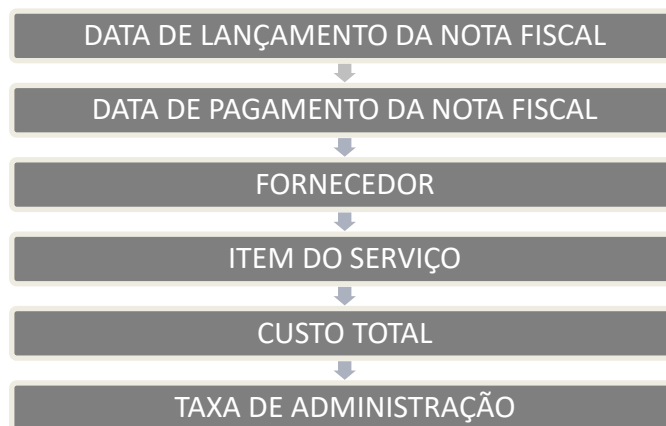 DATA DE LANÇAMENTO DA NOTA FISCAL
DATA DE PAGAMENTO DA NOTA FISCAL
FORNECEDOR
ITEM DO SERVIÇO
CUSTO TOTAL
TAXA DE ADMINISTRAÇÃO